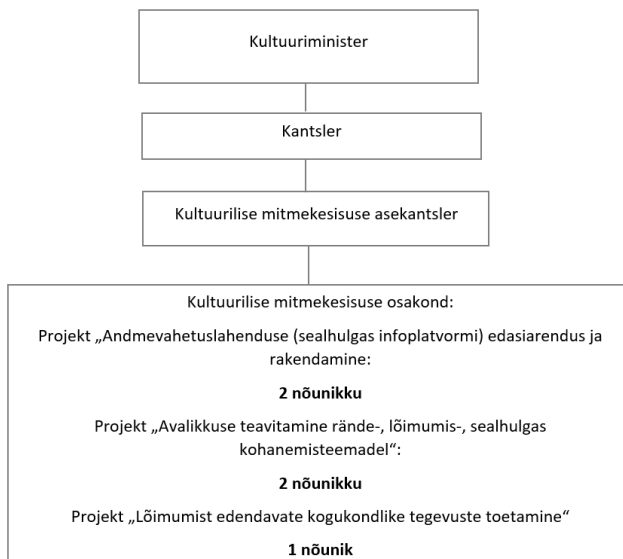 Kultuuriminister
Kantsler
Kultuurilise mitmekesisuse asekantsler
Kultuurilise mitmekesisuse osakond:
Projekt „Andmevahetuslahenduse (sealhulgas infoplatvormi) edasiarendus ja
rakendamine:
2 nõunikku
Projekt „Avalikkuse teavitamine rände-, lõimumis-, sealhulgas
kohanemisteemadel“:
2 nõunikku
Projekt „Lõimumist edendavate kogukondlike tegevuste toetamine“
1 nõunik